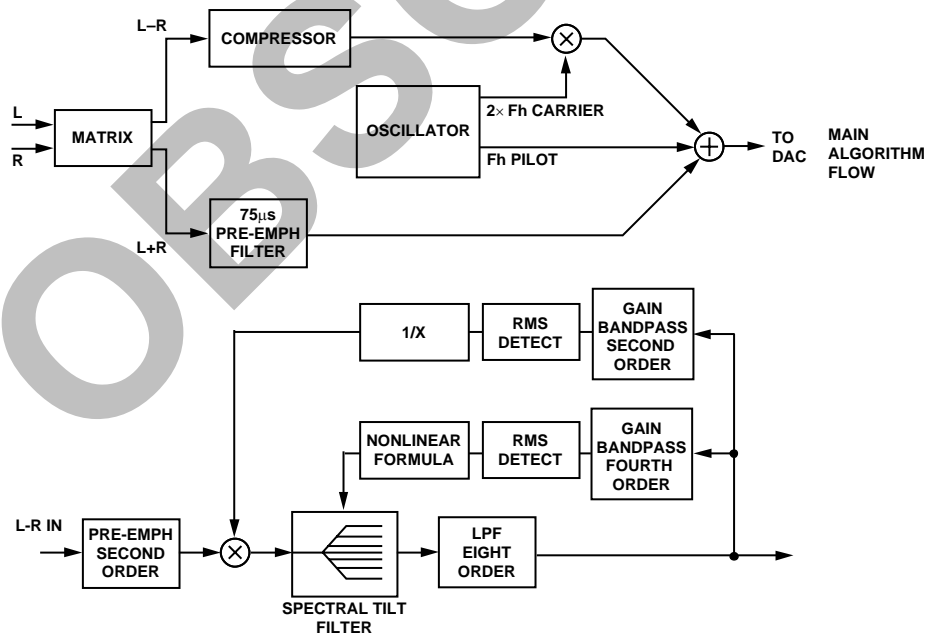 L–R
COMPRESSOR
L
R
MATRIX
OSCILLATOR
2× Fh CARRIER
Fh PILOT
TO
DAC
MAIN
ALGORITHM
FLOW
75μs
PRE-EMPH
FILTER
L+R
1/X
RMS
DETECT
GAIN
BANDPASS
SECOND
ORDER
NONLINEAR
FORMULA
RMS
DETECT
GAIN
BANDPASS
FOURTH
ORDER
L-R IN
PRE-EMPH
SECOND
ORDER
SPECTRAL TILT
FILTER
LPF
EIGHT
ORDER
OBSO